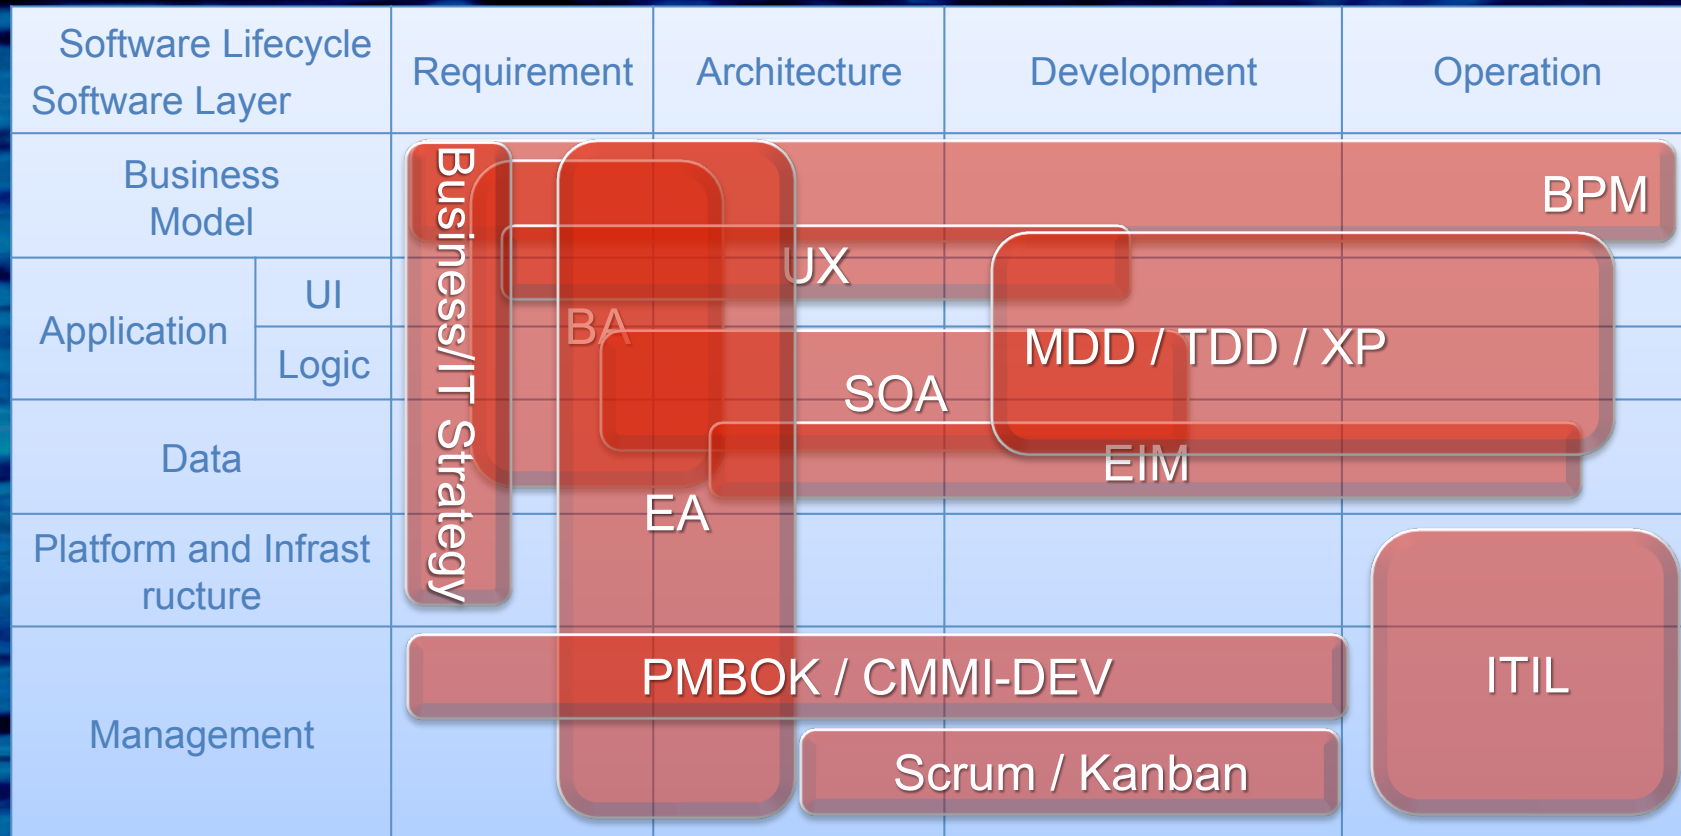 Software Lifecycle
Software Layer
Requirement
Architecture
Development
Operation
Business
Model
BPM
Business/IT Strategy
UX
UI
Application
BA
MDD / TDD / XP
Logic
SOA
Data
EIM
EA
Platform and Infrast
ructure
PMBOK / CMMI-DEV
ITIL
Management
Scrum / Kanban